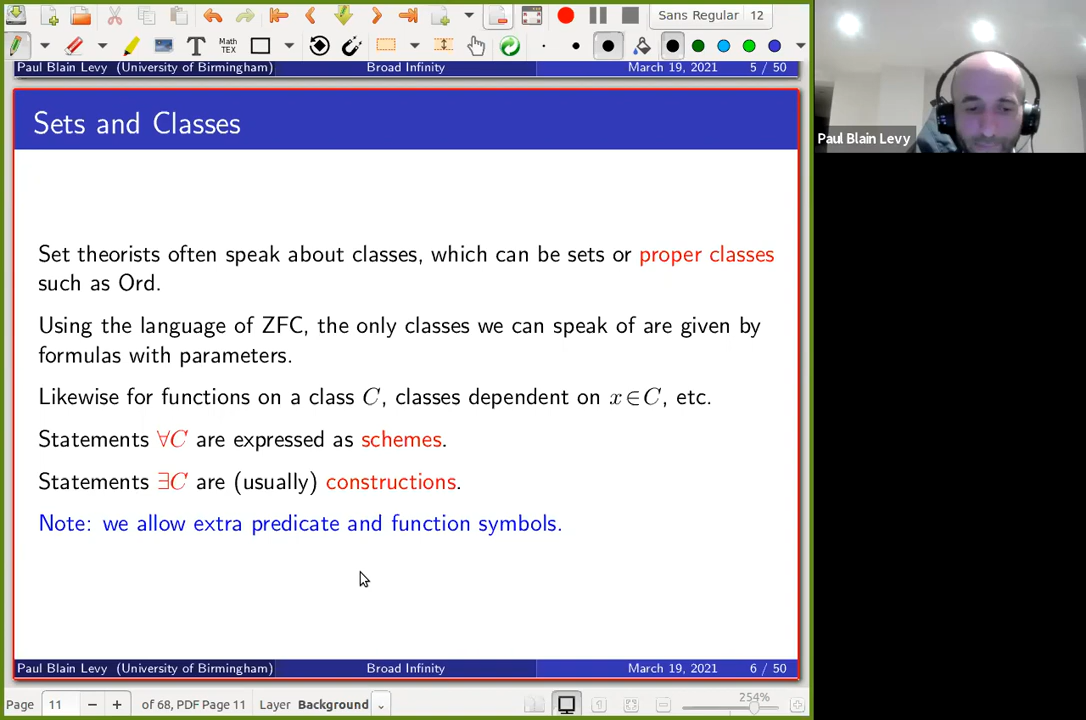 Sans Regular 12
T Math TEX
Paul Blain Levy (University of Birmingham) Broad Infinity March 19, 2021 5 / 50
Sets and Classes
Set theorists often speak about classes, which can be sets or proper classes
such as Ord.
Using the language of ZFC, the only classes we can speak of are given by
formulas with parameters.
Likewise for functions on a class C, classes dependent on x∈C, etc.
Statements ∀C are expressed as schemes.
Statements ∃C are (usually) constructions.
Note: we allow extra predicate and function symbols.
Paul Blain Levy (University of Birmingham) Broad Infinity March 19, 2021 6 / 50
Page 11 − + of 68, PDF Page 11 Layer Background 254%
Paul Blain Levy